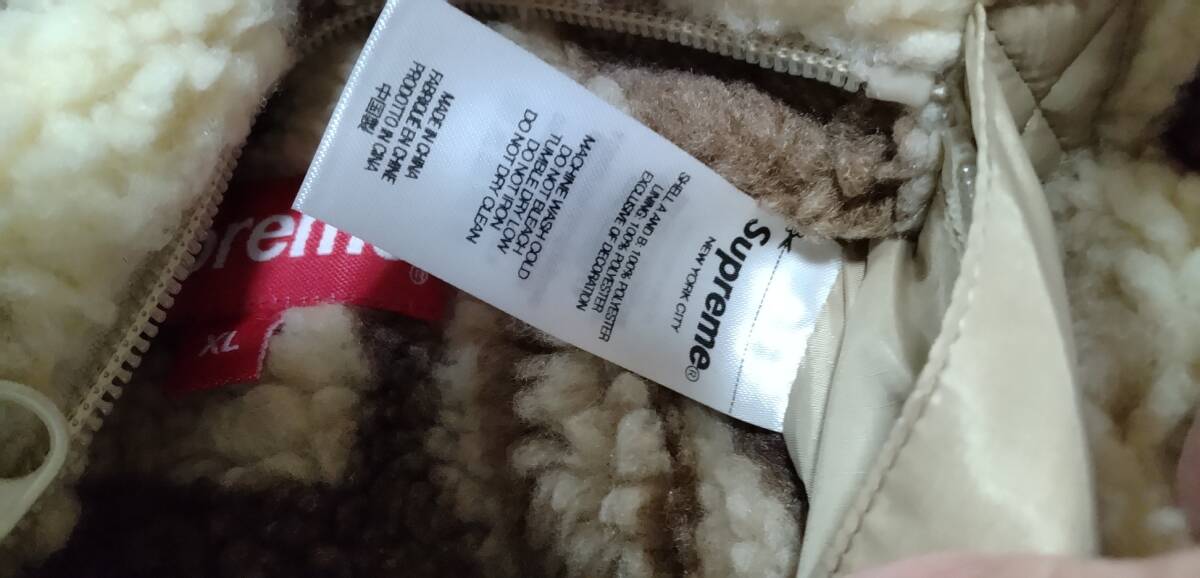 Supreme®
NEW YORK CITY
SHELL A AND B: 100% POLYESTER
LINING: 100% POLYESTER
EXCLUSIVE OF DECORATION
MACHINE WASH COLD
DO NOT BLEACH
TUMBLE DRY LOW
DO NOT IRON
DO NOT DRY CLEAN
MADE IN CHINA
FABRIQUÉ EN CHINE
PRODOTTO IN CINA
中国製
preme®
XL